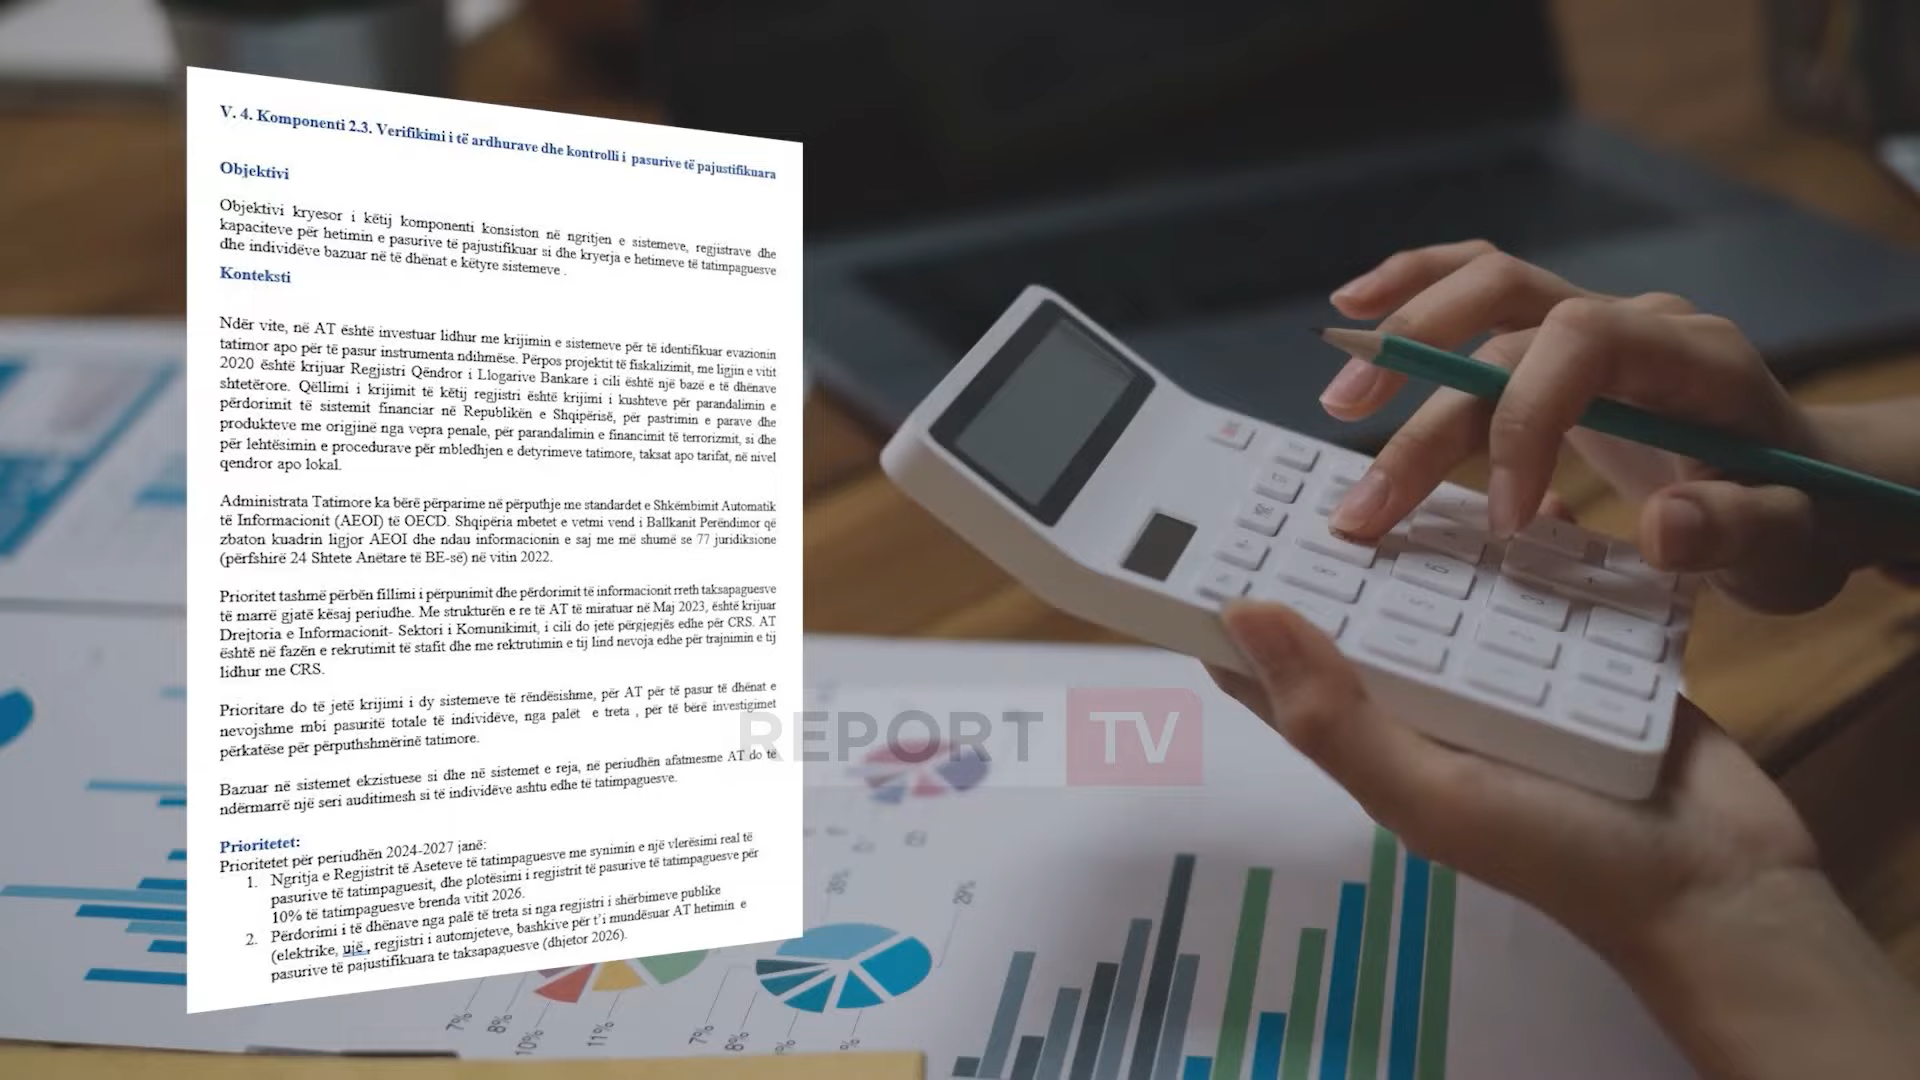 V. 4. Komponenti 2.3. Verifikimi i të ardhurave dhe kontrolli i pasurive të pajustifikuara
Objektivi
Objektivi kryesor i këtij komponenti konsiston në ngritjen e sistemeve, regjistrave dhe
kapaciteve për hetimin e pasurive të pajustifikuar si dhe kryerja e hetimeve të tatimpaguesve
dhe individëve bazuar në të dhënat e këtyre sistemeve .
Konteksti
Ndër vite, në AT është investuar lidhur me krijimin e sistemeve për të identifikuar evazionin
tatimor apo për të pasur instrumenta ndihmëse. Përpos projektit të fiskalizimit, me ligjin e vitit
2020 është krijuar Regjistri Qëndror i Llogarive Bankare i cili është një bazë e të dhënave
shtetërore. Qëllimi i krijimit të këtij regjistri është krijimi i kushteve për parandalimin e
përdorimit të sistemit financiar në Republikën e Shqipërisë, për pastrimin e parave dhe
produkteve me origjinë nga vepra penale, për parandalimin e financimit të terrorizmit, si dhe
për lehtësimin e procedurave për mbledhjen e detyrimeve tatimore, taksat apo tarifat, në nivel
qendror apo lokal.
Administrata Tatimore ka bërë përparime në përputhje me standardet e Shkëmbimit Automatik
të Informacionit (AEOI) të OECD. Shqipëria mbetet e vetmi vend i Ballkanit Perëndimor që
zbaton kuadrin ligjor AEOI dhe ndau informacionin e saj me më shumë se 77 juridiksione
(përfshirë 24 Shtete Anëtare të BE-së) në vitin 2022.
Prioritet tashmë përbën fillimi i përpunimit dhe përdorimit të informacionit rreth taksapaguesve
të marrë gjatë kësaj periudhe. Me strukturën e re të AT të miratuar në Maj 2023, është krijuar
Drejtoria e Informacionit- Sektori i Komunikimit, i cili do jetë përgjegjës edhe për CRS. AT
është në fazën e rekrutimit të stafit dhe me rektrutimin e tij lind nevoja edhe për trajnimin e tij
lidhur me CRS.
Prioritare do të jetë krijimi i dy sistemeve të rëndësishme, për AT për të pasur të dhënat e
nevojshme mbi pasuritë totale të individëve, nga palët e treta , për të bërë investigimet
përkatëse për përputhshmërinë tatimore.
Bazuar në sistemet ekzistuese si dhe në sistemet e reja, në periudhën afatmesme AT do të
ndërmarrë një seri auditimesh si të individëve ashtu edhe të tatimpaguesve.
Prioritetet:
Prioritetet për periudhën 2024-2027 janë:
1. Ngritja e Regjistrit të Aseteve të tatimpaguesve me synimin e një vlerësimi real të
pasurive të tatimpaguesit, dhe plotësimi i regjistrit të pasurive të tatimpaguesve për
10% të tatimpaguesve brenda vitit 2026.
2. Përdorimi i të dhënave nga palë të treta si nga regjistri i shërbimeve publike
(elektrike, ujë , regjistri i automjeteve, bashkive për t'i mundësuar AT hetimin e
pasurive të pajustifikuara te taksapaguesve (dhjetor 2026).
REPORT TV
7%
8%
10%
11%
7%
8%
29%